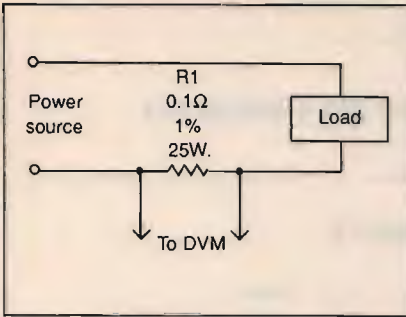 Power
source
R1
0.1Ω
1%
25W.
Load
To DVM